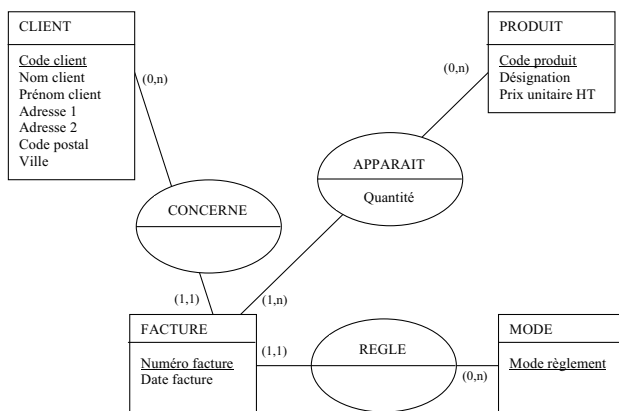 CLIENT
Code client
Nom client
Prénom client
Adresse 1
Adresse 2
Code postal
Ville
(0,n)
PRODUIT
Code produit
Désignation
Prix unitaire HT
(0,n)
APPARAIT
Quantité
CONCERNE
(1,1)
(1,n)
FACTURE
Numéro facture
Date facture
(1,1)
REGLE
(0,n)
MODE
Mode règlement